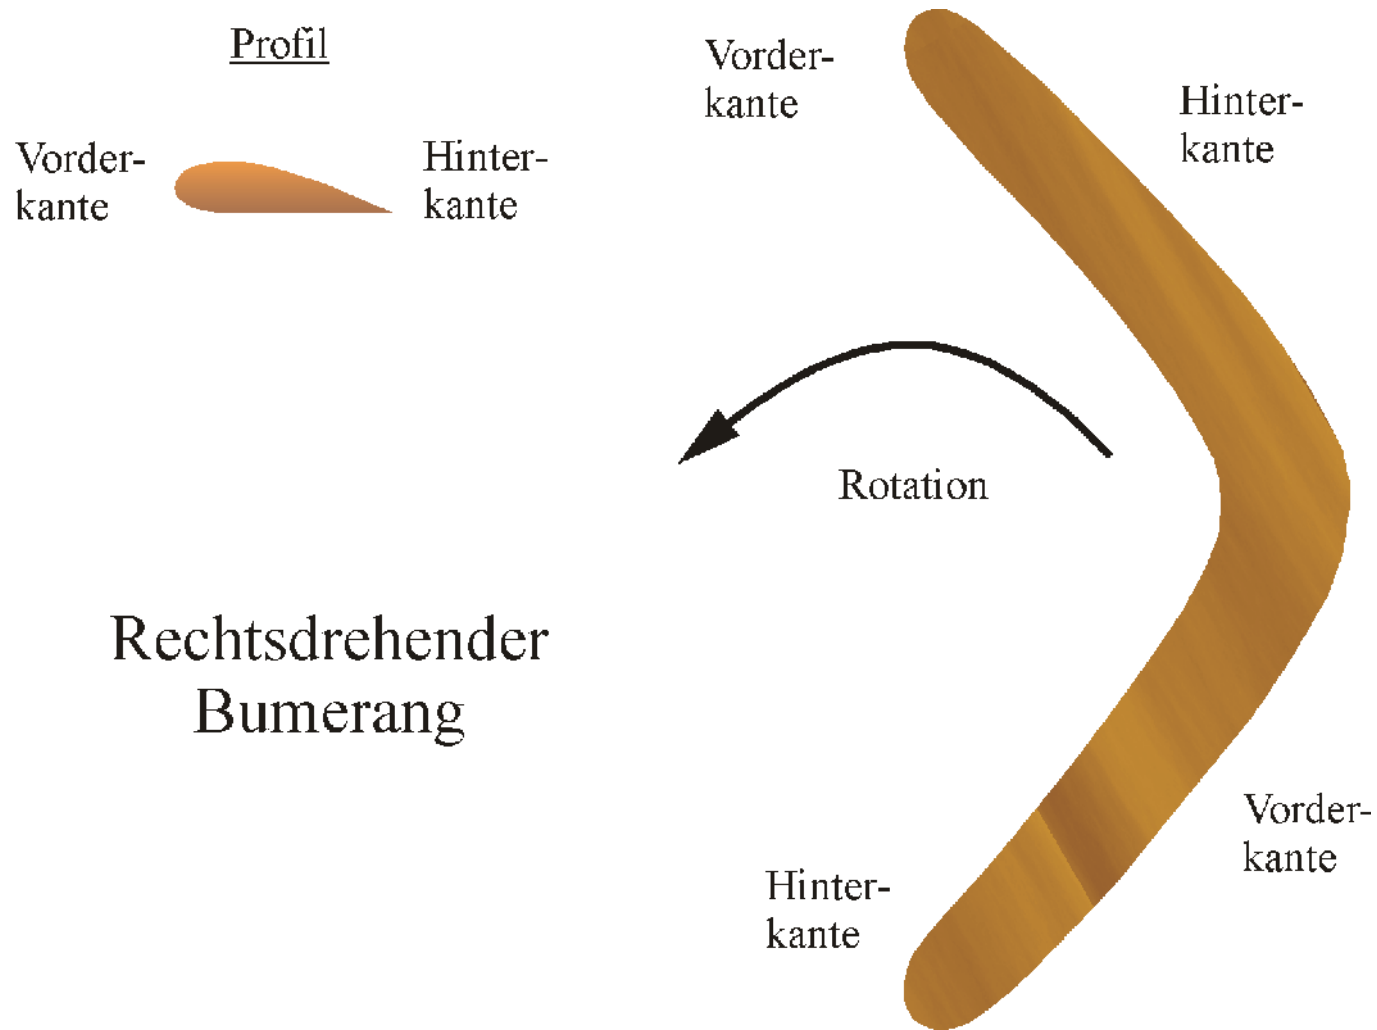 Profil
Vorder-
kante
Hinter-
kante
Vorder-
kante
Hinter-
kante
Rotation
Rechtsdrehender
Bumerang
Hinter-
kante
Vorder-
kante